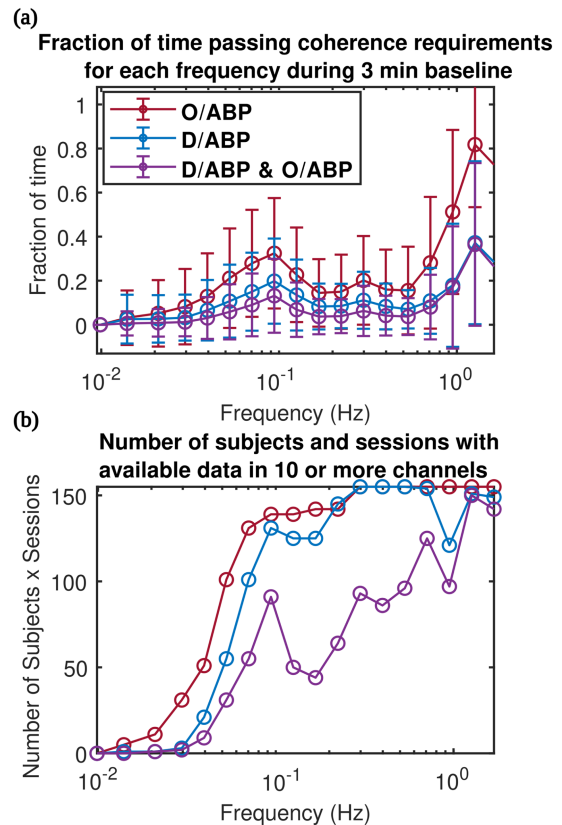 (a)
Fraction of time passing coherence requirements
for each frequency during 3 min baseline
Fraction of time
1
0.8
0.6
0.4
0.2
0
O/ABP
D/ABP
D/ABP & O/ABP
10^-2
10^-1
10^0
Frequency (Hz)
(b)
Number of subjects and sessions with
available data in 10 or more channels
Number of Subjects x Sessions
150
100
50
0
10^-2
10^-1
10^0
Frequency (Hz)